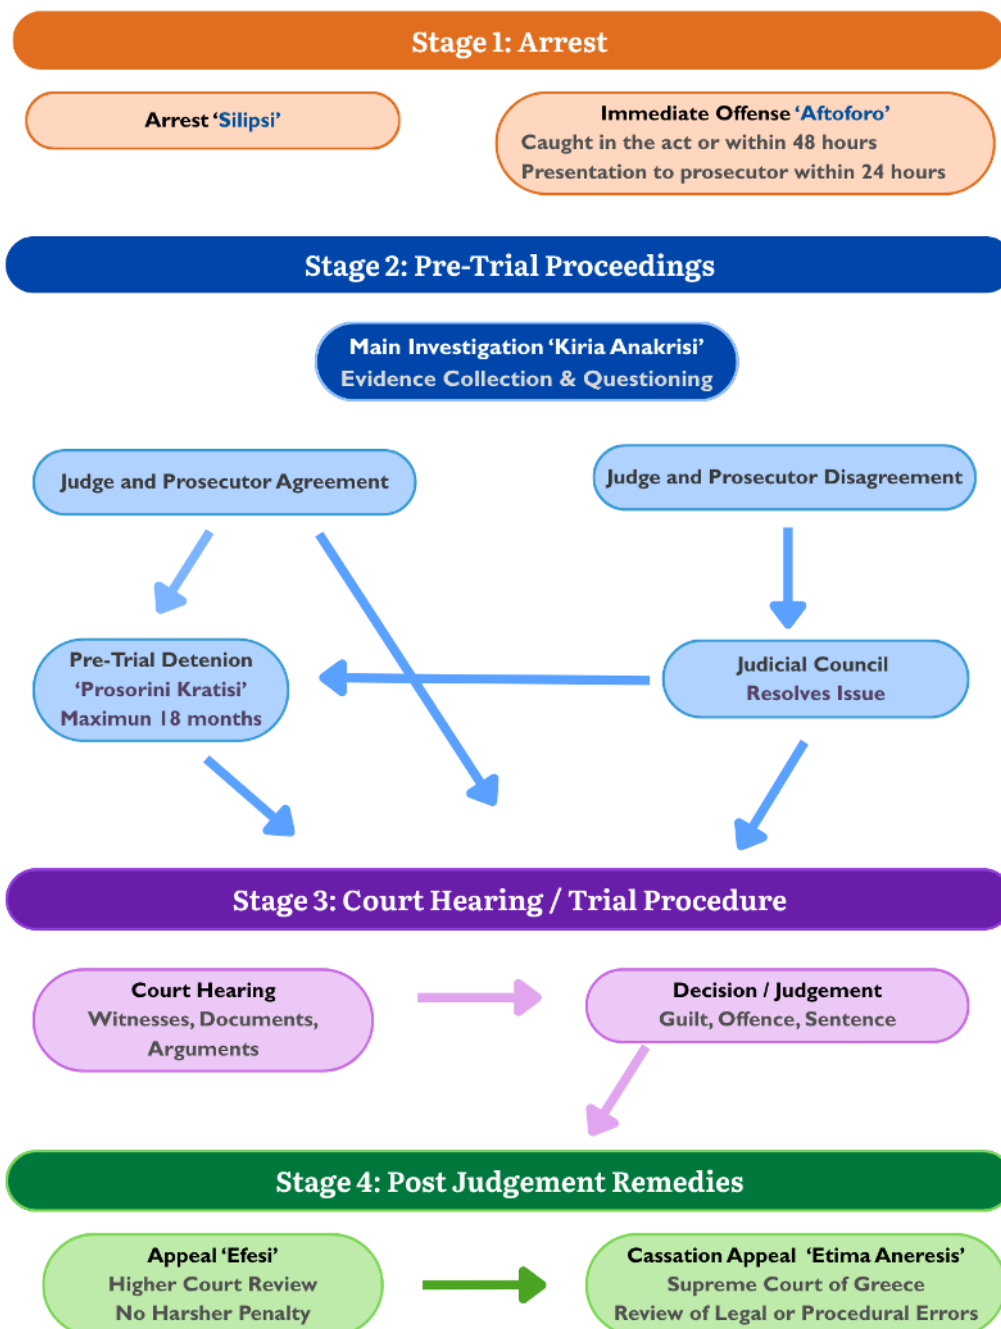 Stage 1: Arrest
Arrest ‘Silipsi’
Immediate Offense ‘Aftoforo’
Caught in the act or within 48 hours
Presentation to prosecutor within 24 hours
Stage 2: Pre-Trial Proceedings
Main Investigation ‘Kiria Anakrisi’
Evidence Collection & Questioning
Judge and Prosecutor Agreement
Judge and Prosecutor Disagreement
Pre-Trial Detenion
‘Prosorini Kratisi’
Maximun 18 months
Judicial Council
Resolves Issue
Stage 3: Court Hearing / Trial Procedure
Court Hearing
Witnesses, Documents,
Arguments
Decision / Judgement
Guilt, Offence, Sentence
Stage 4: Post Judgement Remedies
Appeal ‘Efesi’
Higher Court Review
No Harsher Penalty
Cassation Appeal ‘Etima Aneresis’
Supreme Court of Greece
Review of Legal or Procedural Errors